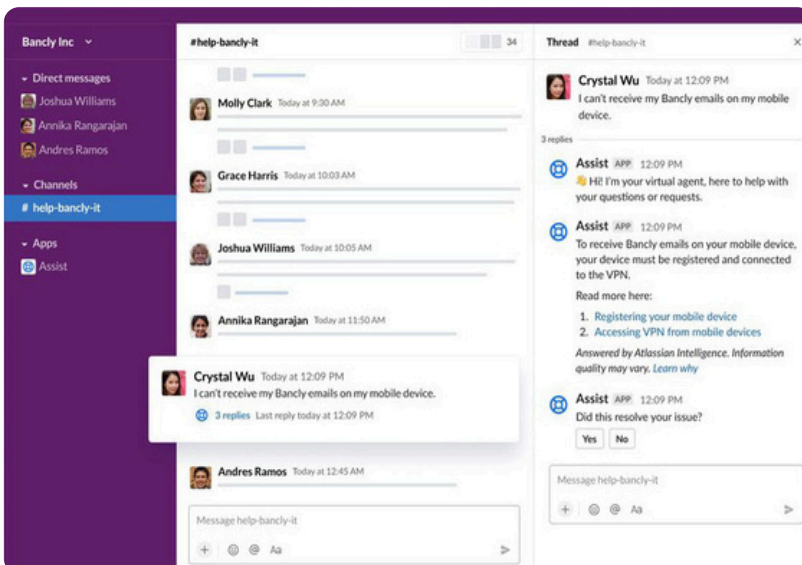 Bancly Inc
Direct messages
Joshua Williams
Annika Rangarajan
Andres Ramos
Channels
# help-bancly-it
Apps
Assist
#help-bancly-it
34
Molly Clark Today at 9:30 AM
Grace Harris Today at 10:03 AM
Joshua Williams Today at 10:05 AM
Annika Rangarajan Today at 11:50 AM
Crystal Wu Today at 12:09 PM
I can't receive my Bancly emails on my mobile device.
3 replies Last reply today at 12:09 PM
Andres Ramos Today at 12:45 AM
Message help-bancly-it
+ @ Aa
Thread #help-bancly-it
Crystal Wu Today at 12:09 PM
I can't receive my Bancly emails on my mobile
device.
3 replies
Assist APP 12:09 PM
👋 Hi! I'm your virtual agent, here to help with
your questions or requests.
Assist APP 12:09 PM
To receive Bancly emails on your mobile device,
your device must be registered and connected
to the VPN.
Read more here:
1. Registering your mobile device
2. Accessing VPN from mobile devices
Answered by Atlassian Intelligence. Information
quality may vary. Learn why
Assist APP 12:09 PM
Did this resolve your issue?
Yes No
Message help-bancly-it
+ @ Aa